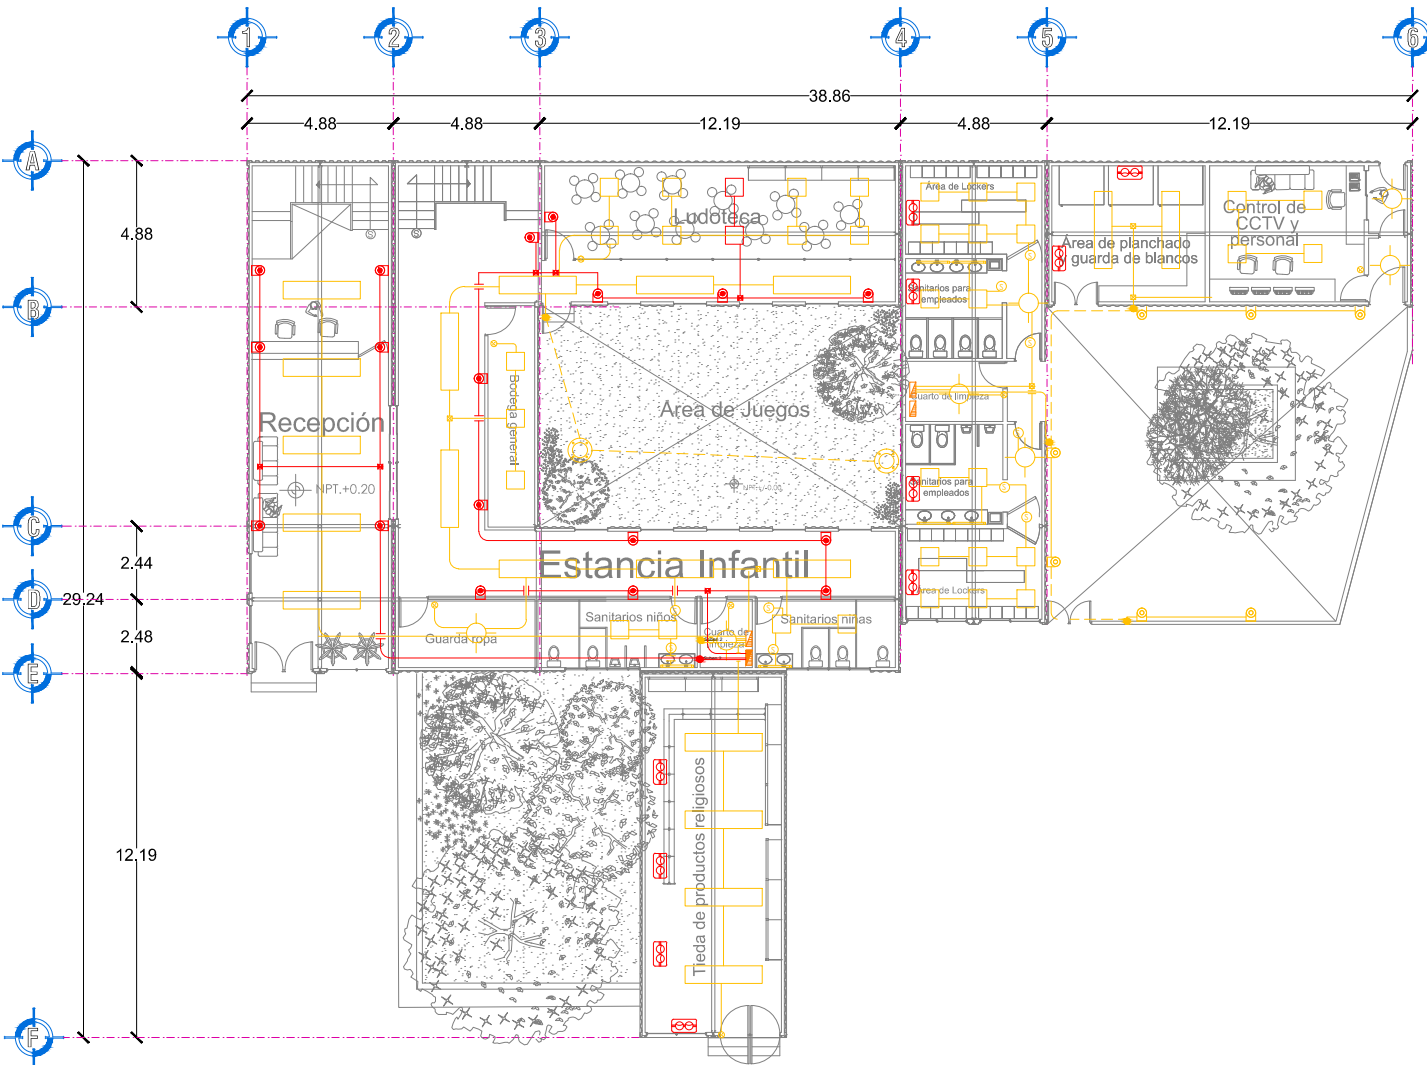 1 2 3 4 5 6
38.86
4.88 4.88 12.19 4.88 12.19
A
B
C
D
E
F
4.88
2.44
29.24
2.48
12.19
Área de Lockers
Ludoteca
Control de
CCTV y
personal
Área de planchado
guarda de blancos
Sanitarios para
empleados
Bodega general
Área de Juegos
Cuarto de limpieza
Recepción
NPT.+0.20
Sanitarios para
empleados
Estancia Infantil
Área de Lockers
Sanitarios niños
Sanitarios niñas
Guarda ropa
Cuarto de
limpieza
Tieda de productos religiosos